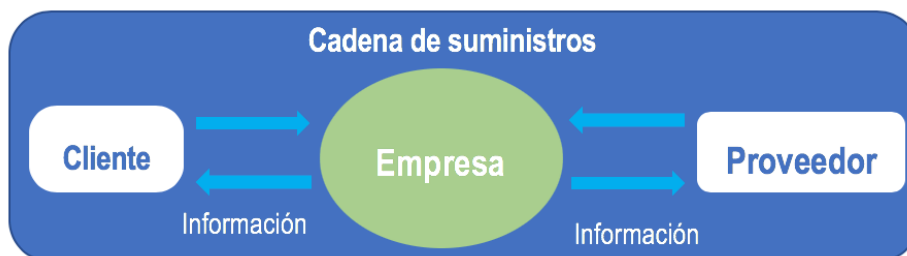 Cadena de suministros
Cliente
Empresa
Proveedor
Información
Información